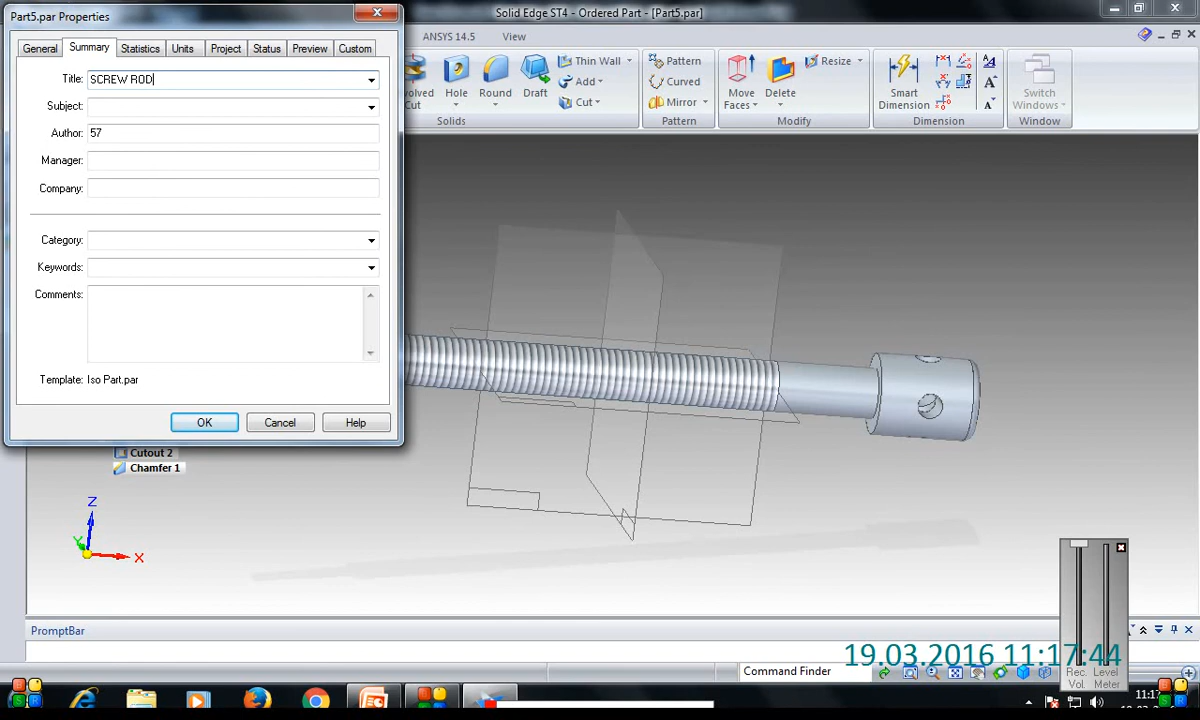 Part5.par Properties
Solid Edge ST4 - Ordered Part - [Part5.par]
General Summary Statistics Units Project Status Preview Custom
ANSYS 14.5 View
Title: SCREW ROD
Subject:
Author: 57
Manager:
Company:
Category:
Keywords:
Comments:
Template: Iso Part.par
OK Cancel Help
Cut
Hole
Round
Draft
Thin Wall
Add
Cut
Solids
Pattern
Curved
Mirror
Pattern
Move Faces
Delete
Resize
Modify
Smart Dimension
Dimension
Switch Windows
Window
Cutout 2
Chamfer 1
Z
Y
X
PromptBar
19.03.2016 11:17:44
Command Finder
Rec. Vol.
Level Meter
11:17